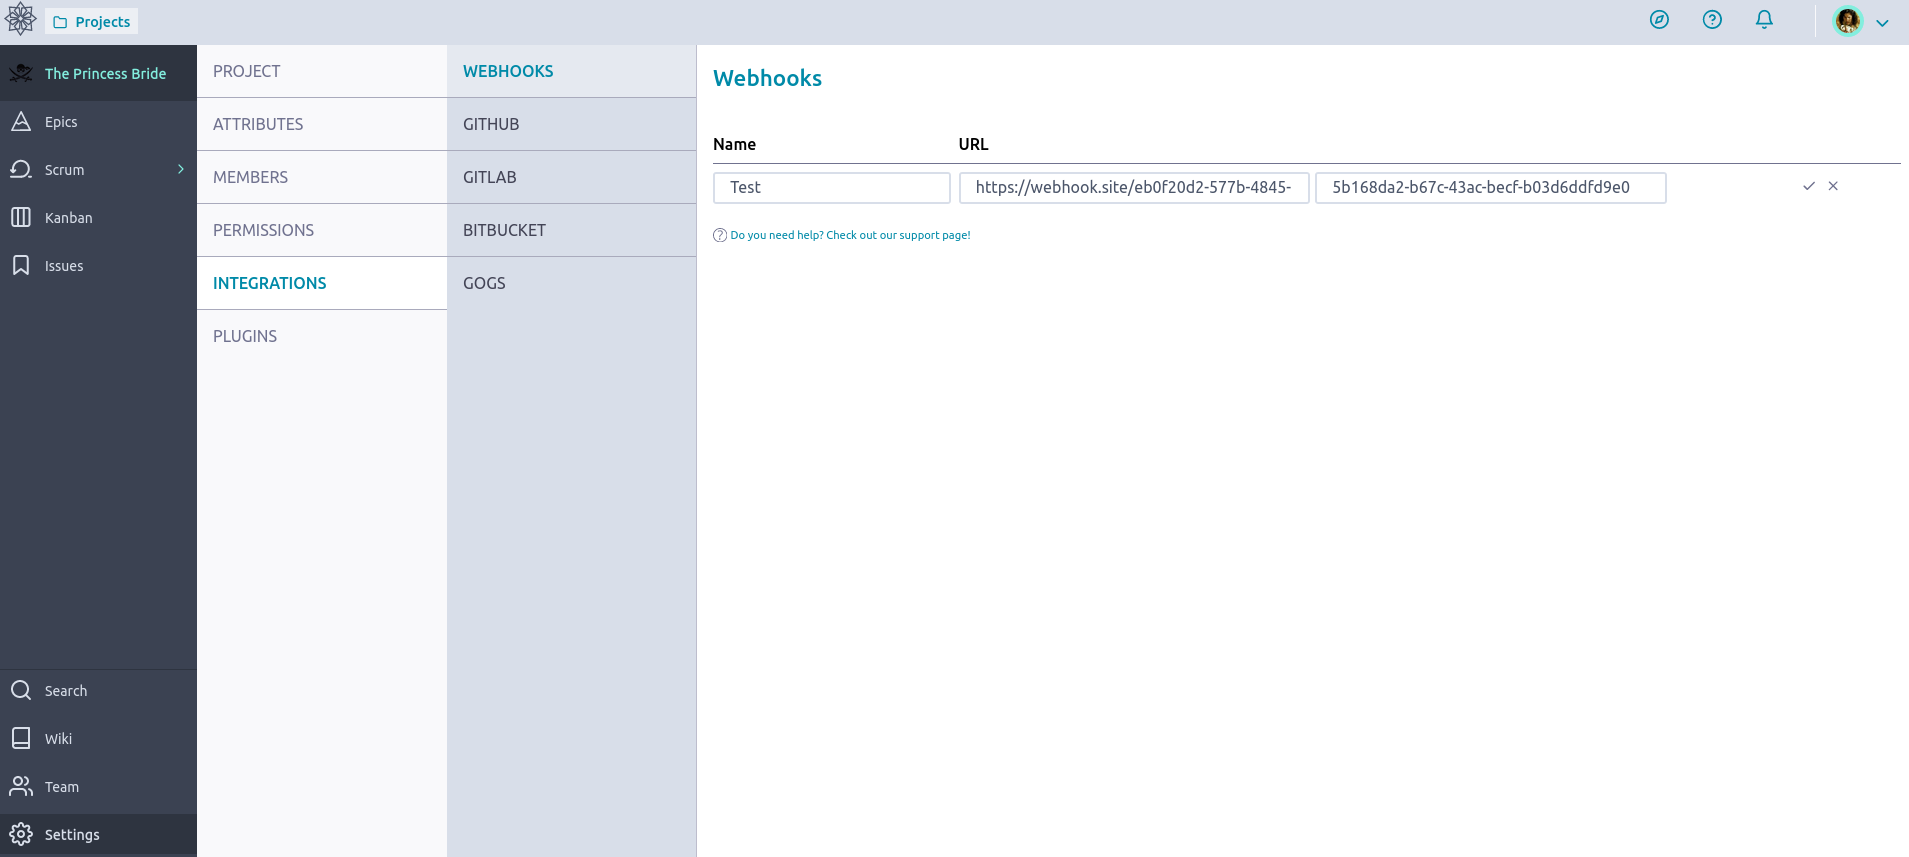 Projects
The Princess Bride
Epics
Scrum
Kanban
Issues
Search
Wiki
Team
Settings
PROJECT
ATTRIBUTES
MEMBERS
PERMISSIONS
INTEGRATIONS
PLUGINS
WEBHOOKS
GITHUB
GITLAB
BITBUCKET
GOGS
Webhooks
Name URL
Test https://webhook.site/eb0f20d2-577b-4845- 5b168da2-b67c-43ac-becf-b03d6ddfd9e0
Do you need help? Check out our support page!